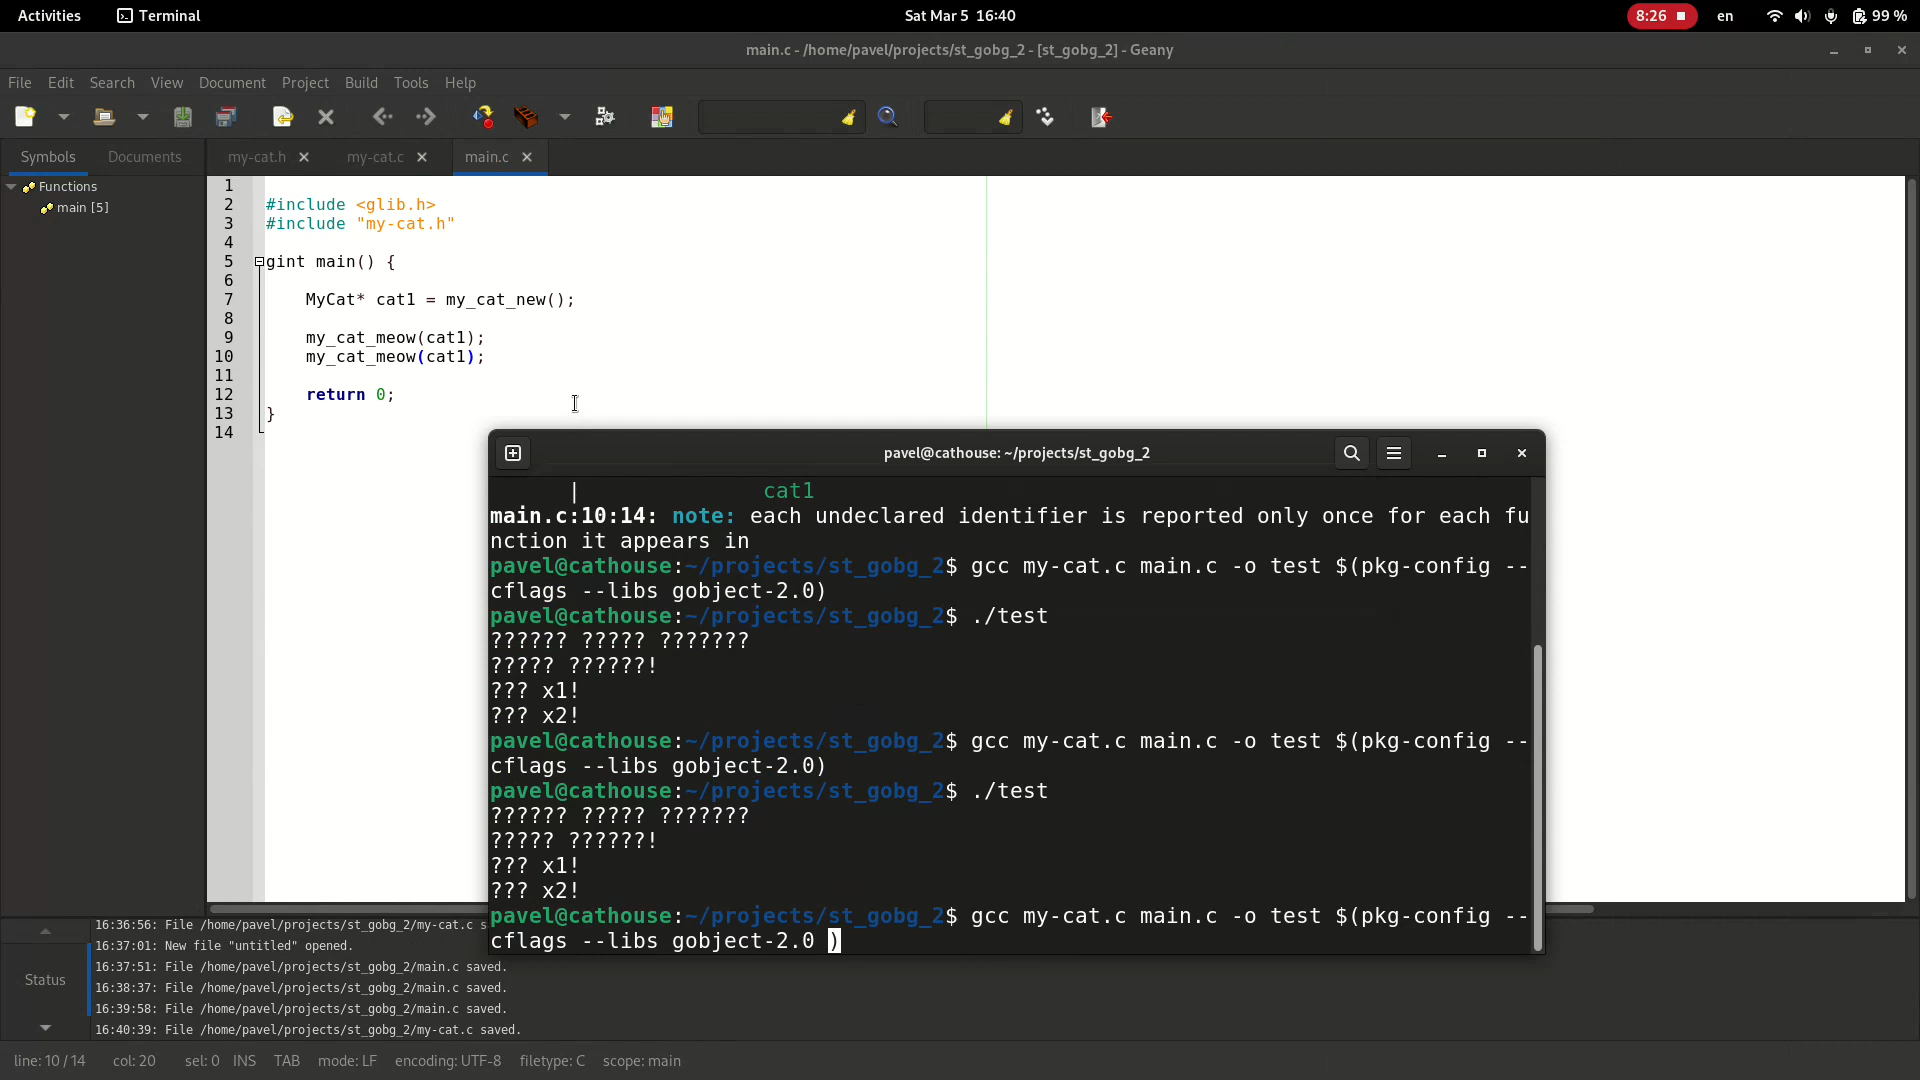 Activities Terminal Sat Mar 5 16:40 8:26 en 99 %
main.c - /home/pavel/projects/st_gobg_2 - [st_gobg_2] - Geany
File Edit Search View Document Project Build Tools Help
Symbols Documents my-cat.h my-cat.c main.c
Functions
main [5]
1
2 #include <glib.h>
3 #include "my-cat.h"
4
5 gint main() {
6
7 MyCat* cat1 = my_cat_new();
8
9 my_cat_meow(cat1);
10 my_cat_meow(cat1);
11
12 return 0;
13 }
14
pavel@cathouse: ~/projects/st_gobg_2
| cat1
main.c:10:14: note: each undeclared identifier is reported only once for each fu
nction it appears in
pavel@cathouse:~/projects/st_gobg_2$ gcc my-cat.c main.c -o test $(pkg-config --
cflags --libs gobject-2.0)
pavel@cathouse:~/projects/st_gobg_2$ ./test
?????? ????? ???????
????? ??????!
??? x1!
??? x2!
pavel@cathouse:~/projects/st_gobg_2$ gcc my-cat.c main.c -o test $(pkg-config --
cflags --libs gobject-2.0)
pavel@cathouse:~/projects/st_gobg_2$ ./test
?????? ????? ???????
????? ??????!
??? x1!
??? x2!
pavel@cathouse:~/projects/st_gobg_2$ gcc my-cat.c main.c -o test $(pkg-config --
cflags --libs gobject-2.0 )
Status
16:36:56: File /home/pavel/projects/st_gobg_2/my-cat.c s
16:37:01: New file "untitled" opened.
16:37:51: File /home/pavel/projects/st_gobg_2/main.c saved.
16:38:37: File /home/pavel/projects/st_gobg_2/main.c saved.
16:39:58: File /home/pavel/projects/st_gobg_2/main.c saved.
16:40:39: File /home/pavel/projects/st_gobg_2/my-cat.c saved.
line: 10 / 14 col: 20 sel: 0 INS TAB mode: LF encoding: UTF-8 filetype: C scope: main